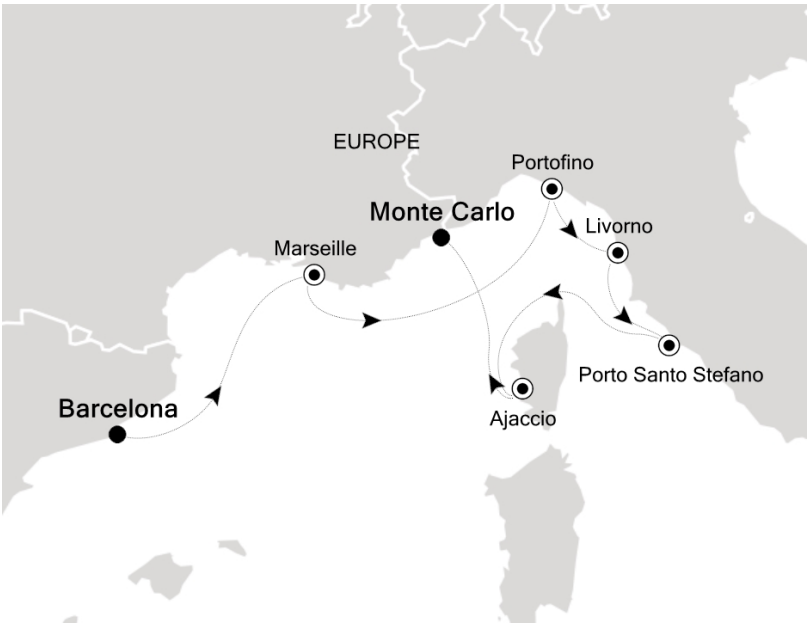 EUROPE
Portofino
Monte Carlo
Livorno
Marseille
Porto Santo Stefano
Barcelona
Ajaccio